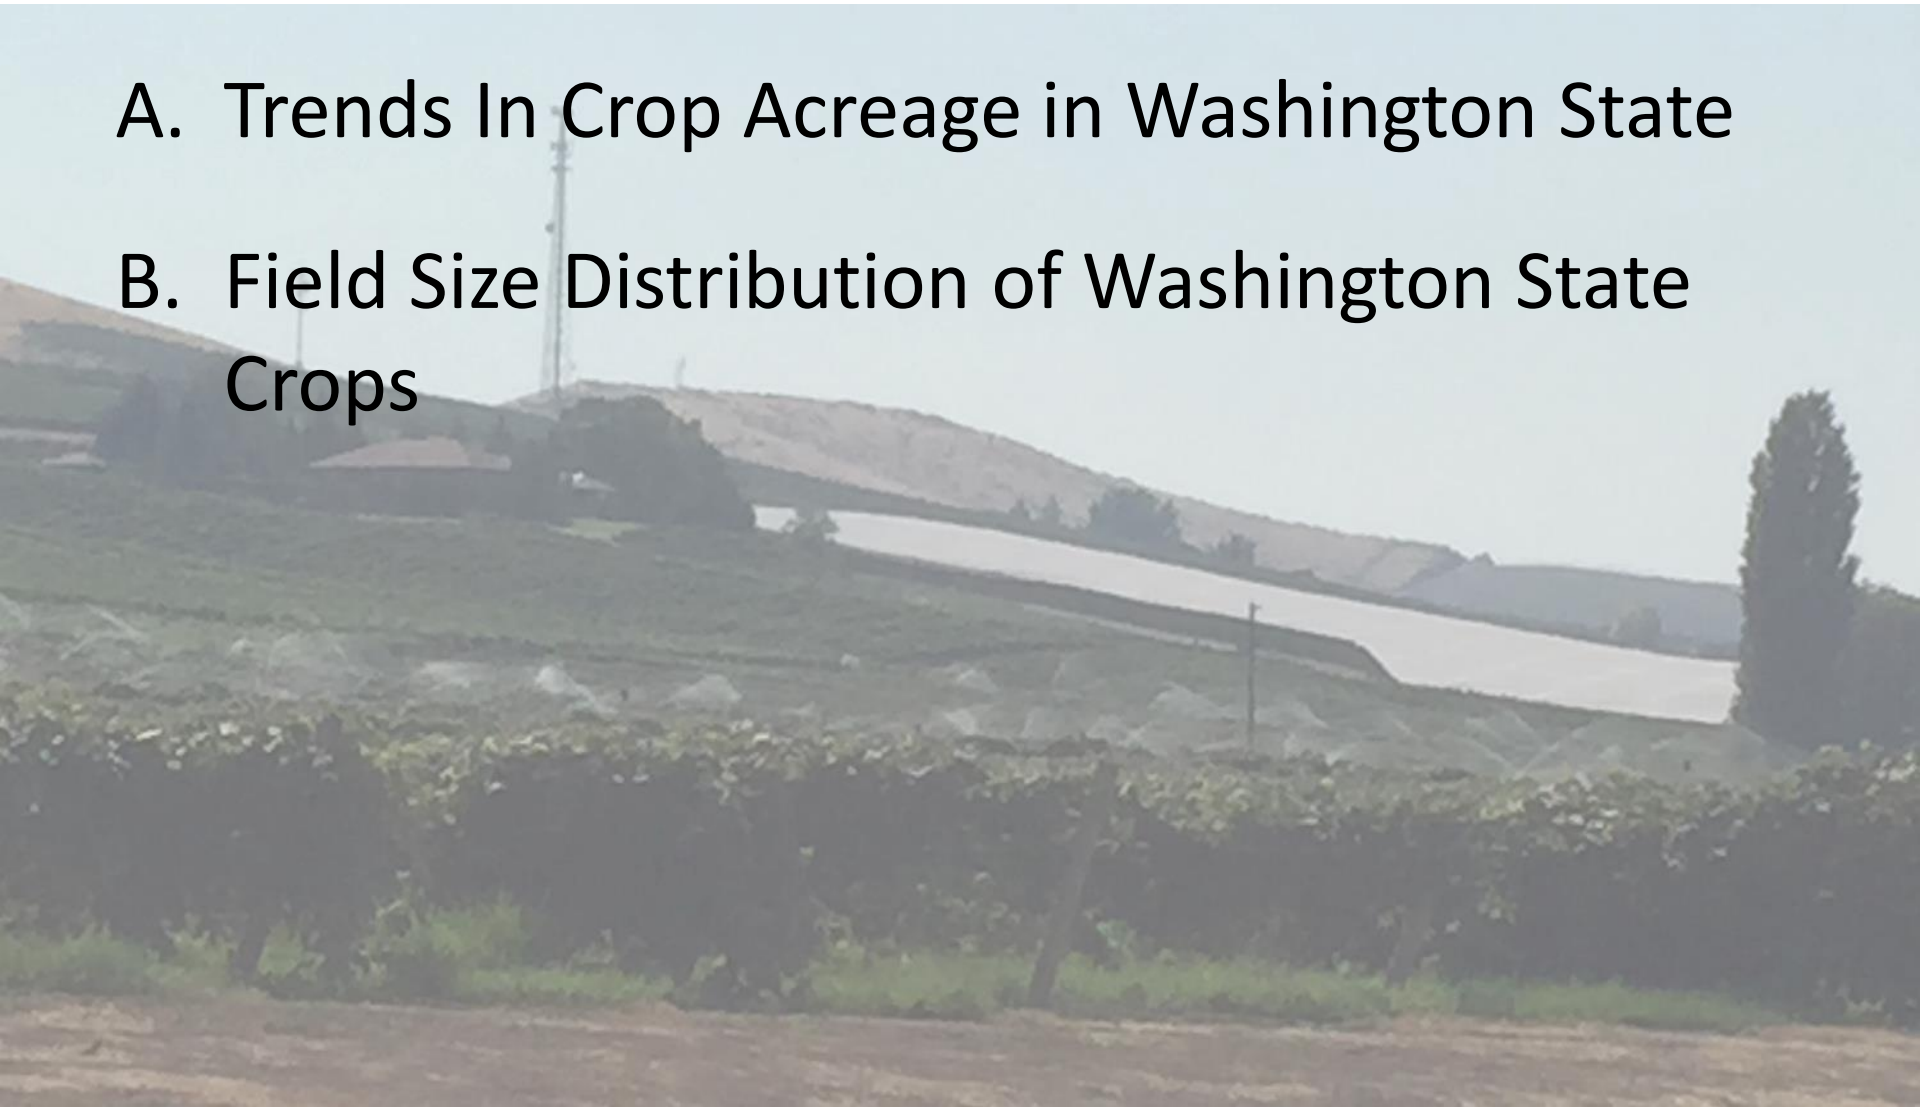 A. Trends In Crop Acreage in Washington State
B. Field Size Distribution of Washington State
Crops